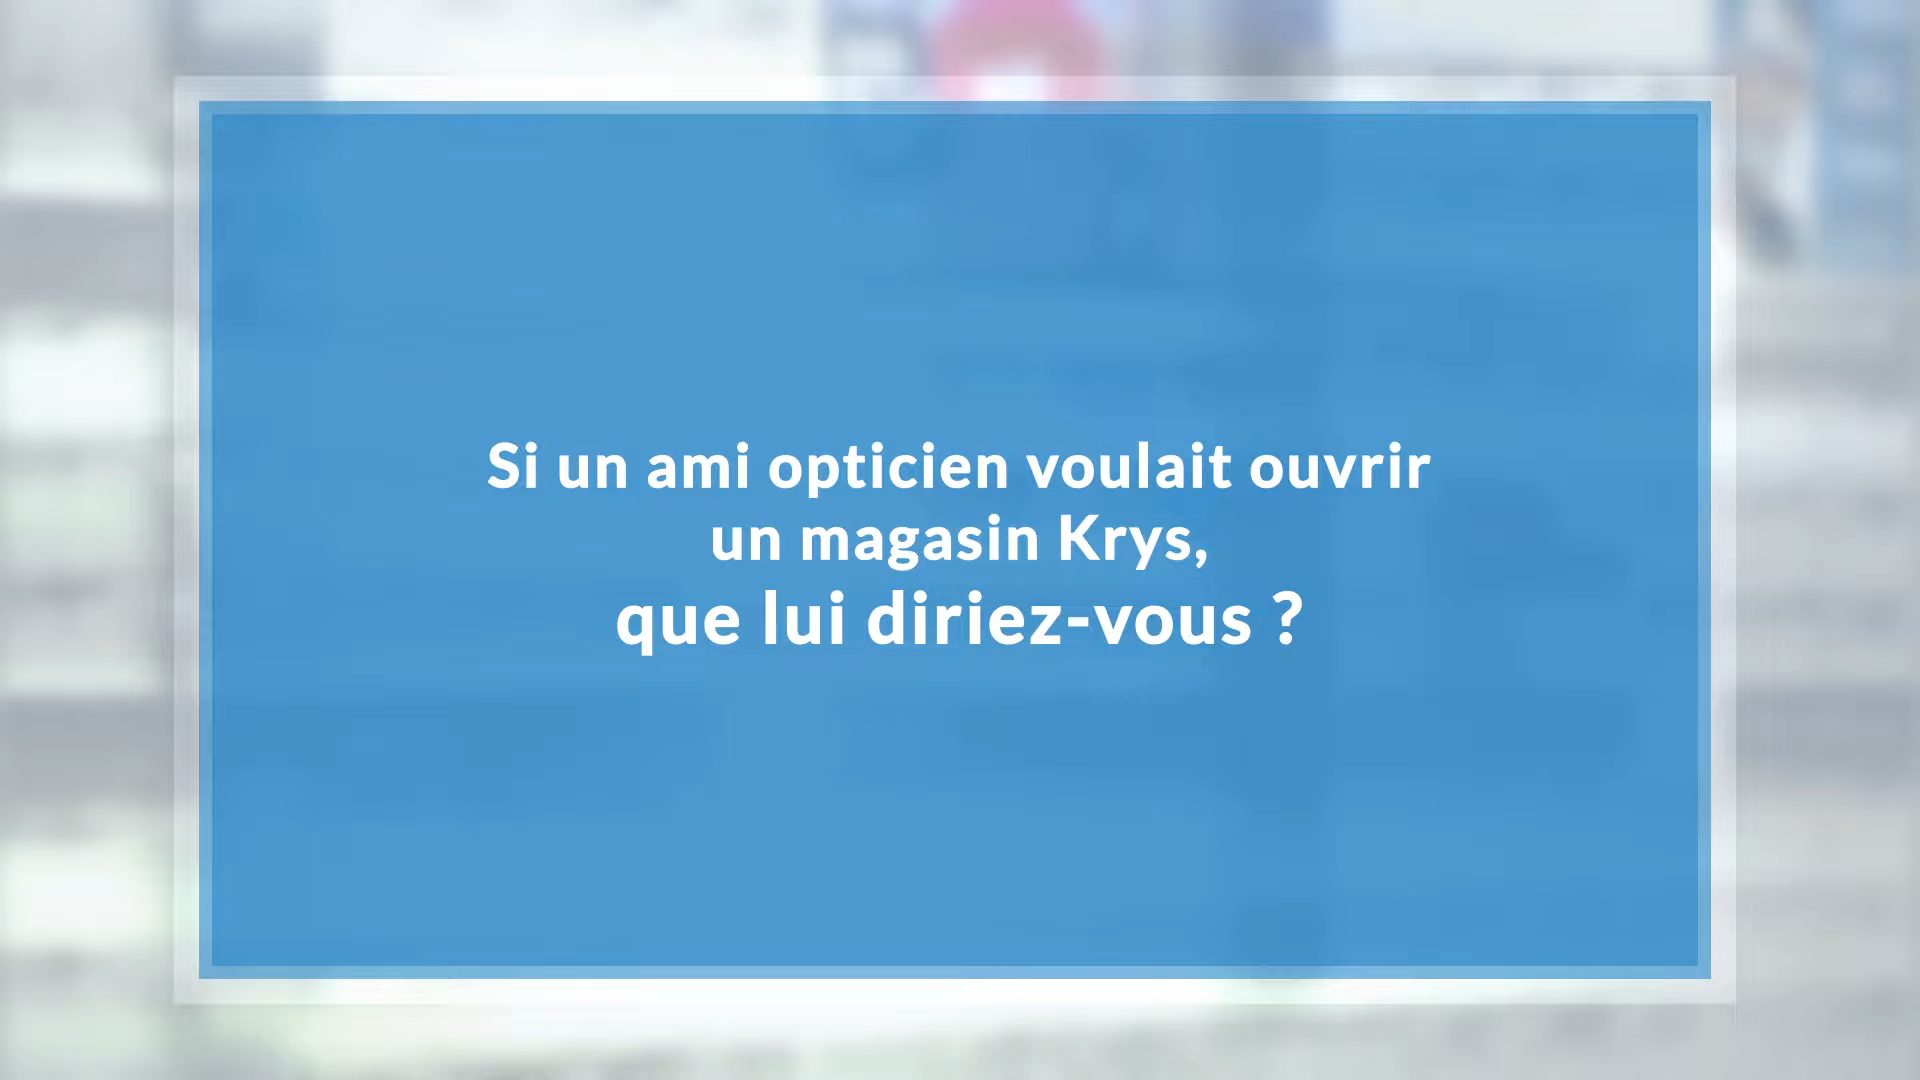 Si un ami opticien voulait ouvrir
un magasin Krys,
que lui diriez-vous ?